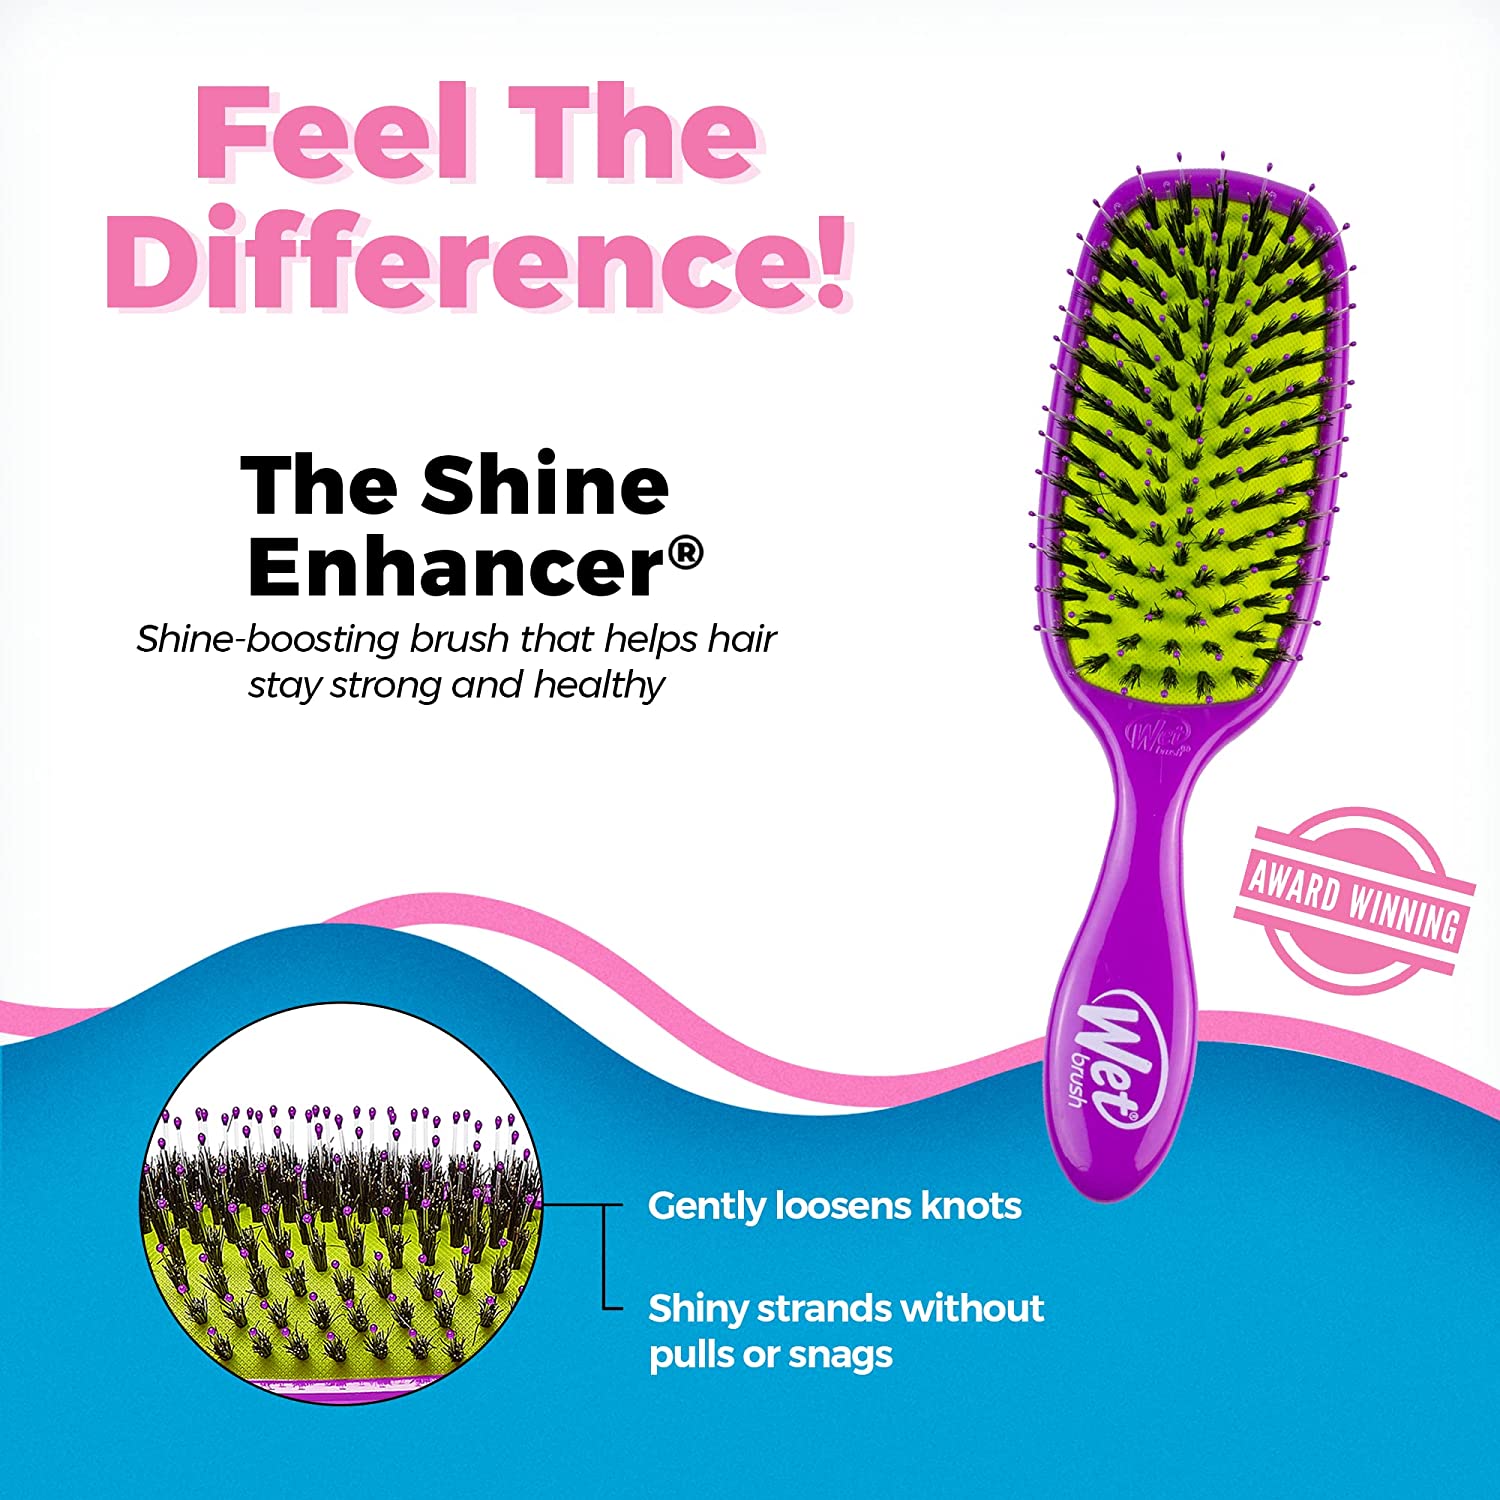 Feel The
Difference!
The Shine
Enhancer®
Shine-boosting brush that helps hair
stay strong and healthy
Wet
brush
AWARD WINNING
Wet
brush
Gently loosens knots
Shiny strands without
pulls or snags